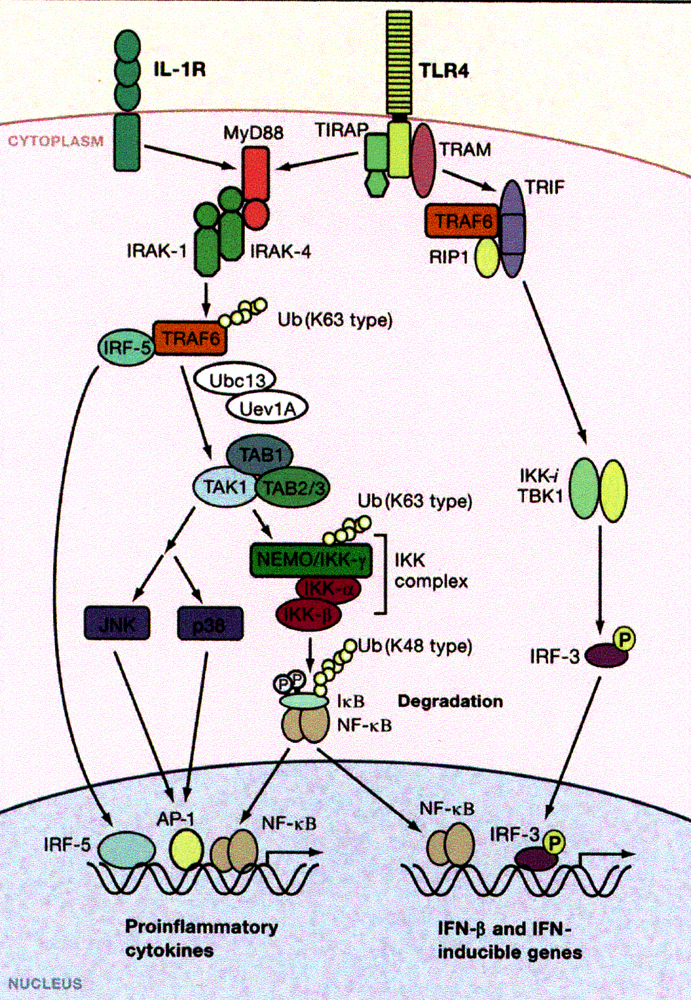 IL-1R
TLR4
CYTOPLASM
MyD88
TIRAP
TRAM
TRIF
TRAF6
RIP1
IRAK-1
IRAK-4
Ub (K63 type)
IRF-5
TRAF6
Ubc13
Uev1A
TAB1
TAK1
TAB2/3
IKK-i
TBK1
Ub (K63 type)
NEMO/IKK-γ
IKK
complex
IKK-α
IKK-β
JNK
p38
P
IRF-3
Ub (K48 type)
P
P
IκB
Degradation
NF-κB
AP-1
NF-κB
NF-κB
IRF-3
P
IRF-5
Proinflammatory
cytokines
IFN-β and IFN-
inducible genes
NUCLEUS